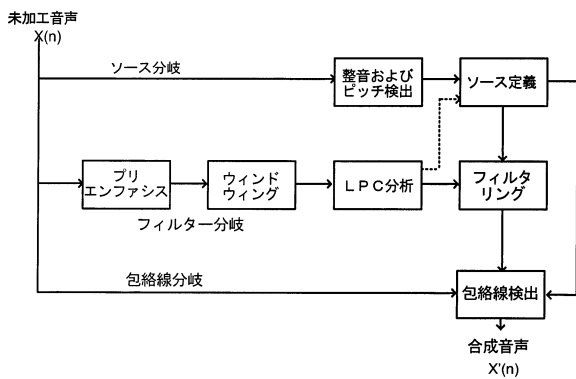 未加工音声
X(n)
ソース分岐
整音および
ピッチ検出
ソース定義
プリ
エンファシス
ウィンド
ウィング
LPC分析
フィルタ
リング
フィルター分岐
包絡線分岐
包絡線検出
合成音声
X'(n)